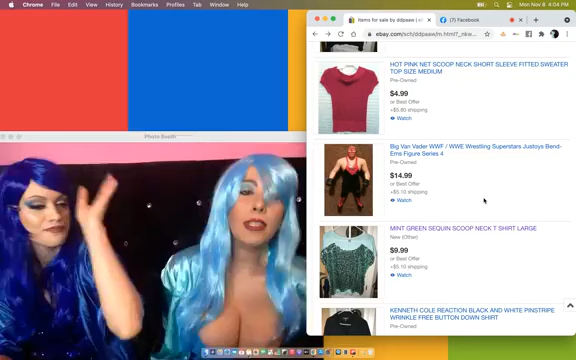 Chrome File Edit View History Bookmarks Profiles Tab Window Help
Mon Nov 8 4:04 PM
Items for sale by ddpaaw |
(7) Facebook
ebay.com/sch/ddpaaw/m.html?_nkw...
Photo Booth
HOT PINK NET SCOOP NECK SHORT SLEEVE FITTED SWEATER
TOP SIZE MEDIUM
Pre-Owned
$4.99
or Best Offer
+$5.80 shipping
Watch
Big Van Vader WWF / WWE Wrestling Superstars Justoys Bend-
Ems Figure Series 4
Pre-Owned
$14.99
or Best Offer
+$5.10 shipping
Watch
MINT GREEN SEQUIN SCOOP NECK T SHIRT LARGE
New (Other)
$9.99
or Best Offer
+$5.10 shipping
Watch
KENNETH COLE REACTION BLACK AND WHITE PINSTRIPE
WRINKLE FREE BUTTON DOWN SHIRT
Pre-Owned